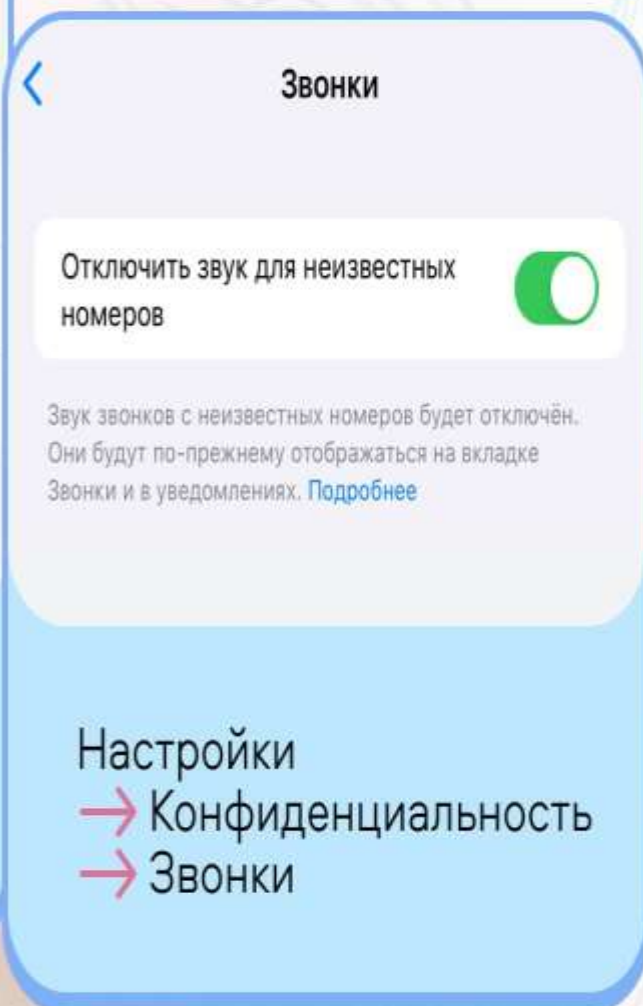 Звонки
Отключить звук для неизвестных
номеров
Звук звонков с неизвестных номеров будет отключён.
Они будут по-прежнему отображаться на вкладке
Звонки и в уведомлениях. Подробнее
Настройки
→ Конфиденциальность
→ Звонки